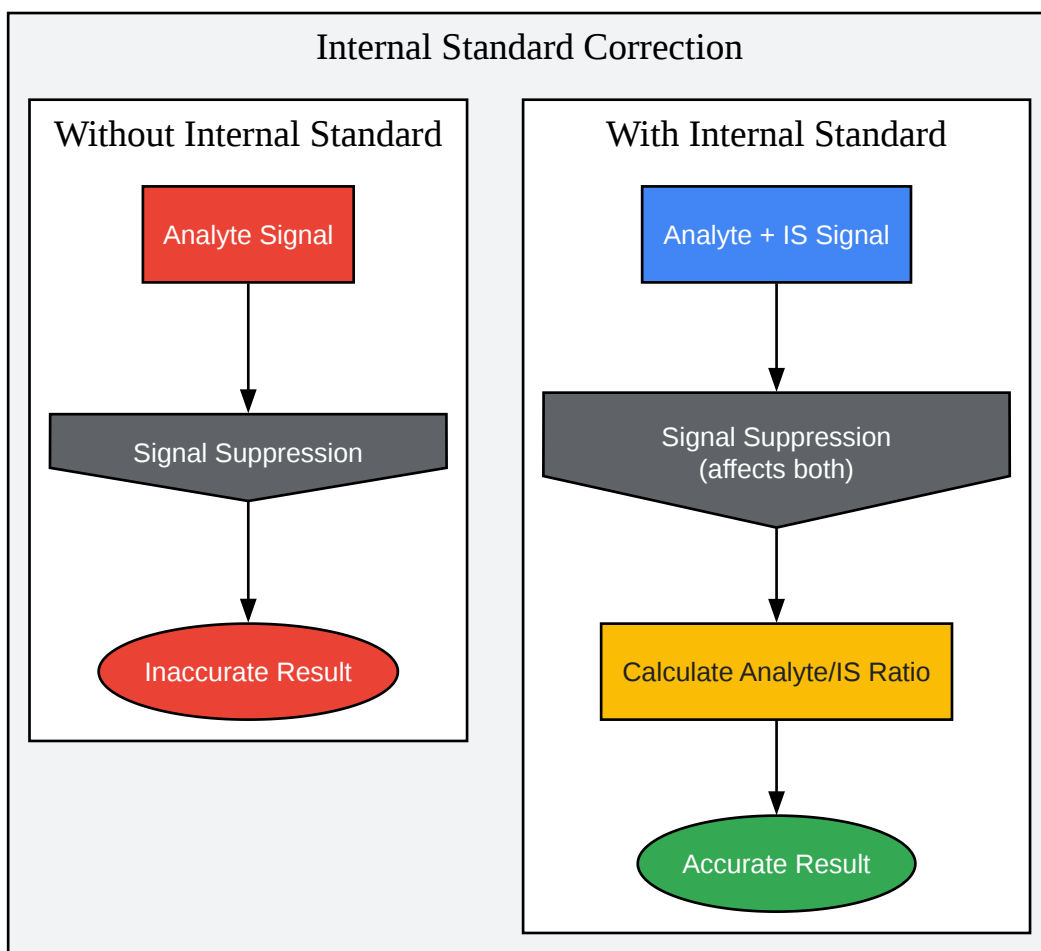 Internal Standard Correction
Without Internal Standard
Analyte Signal
Signal Suppression
Inaccurate Result
With Internal Standard
Analyte + IS Signal
Signal Suppression
(affects both)
Calculate Analyte/IS Ratio
Accurate Result